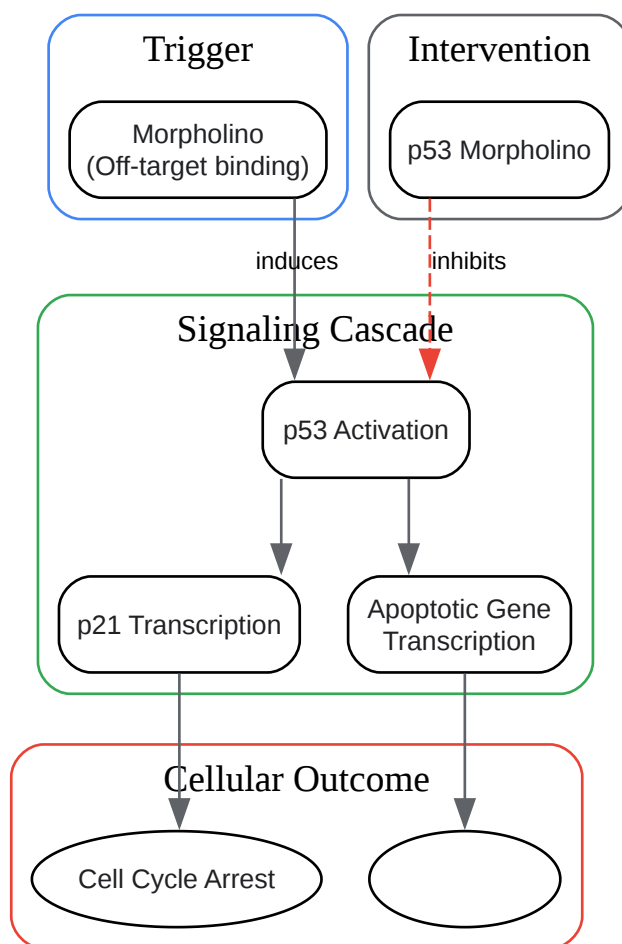 Trigger
Intervention
Morpholino
(Off-target binding)
p53 Morpholino
induces
inhibits
Signaling Cascade
p53 Activation
p21 Transcription
Apoptotic Gene
Transcription
Cellular Outcome
Cell Cycle Arrest